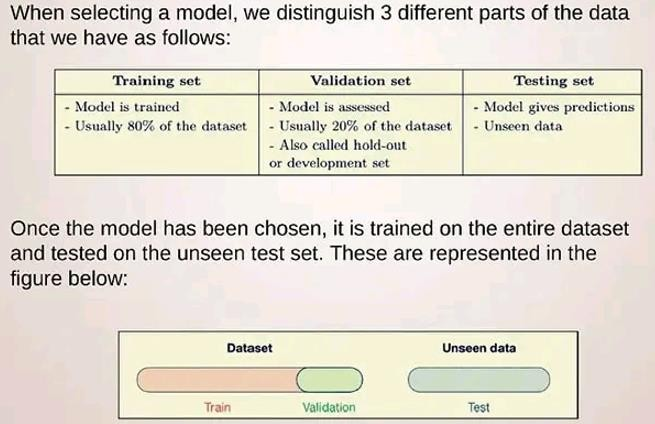 When selecting a model, we distinguish 3 different parts of the data
that we have as follows:
Training set
Validation set
Testing set
- Model is trained
- Usually 80% of the dataset
- Model is assessed
- Usually 20% of the dataset
- Also called hold-out
or development set
- Model gives predictions
- Unseen data
Once the model has been chosen, it is trained on the entire dataset
and tested on the unseen test set. These are represented in the
figure below:
Dataset
Unseen data
Train
Validation
Test